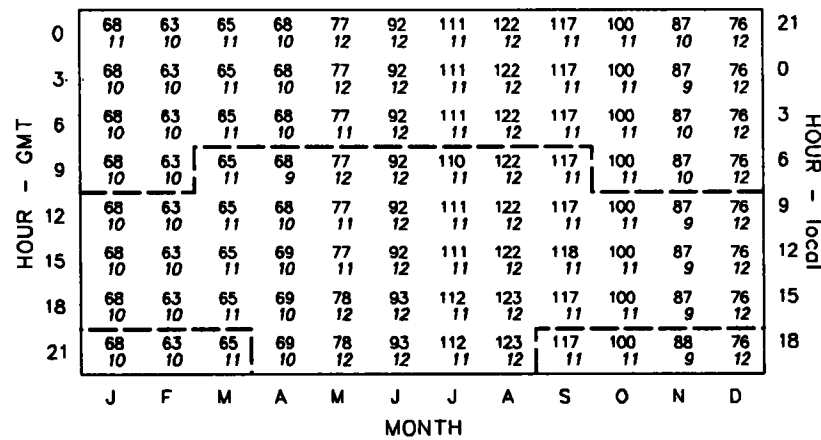 0 68 63 65 68 77 92 111 122 117 100 87 76 21
11 10 11 10 12 12 11 12 11 11 10 12
3 68 63 65 68 77 92 111 122 117 100 87 76 0
10 10 11 10 12 12 11 12 11 11 9 12
6 68 63 65 68 77 92 111 122 117 100 87 76 3
10 10 11 10 11 12 11 12 11 11 10 12
9 68 63 65 68 77 92 110 122 117 100 87 76 6
10 10 11 9 12 12 11 12 11 11 10 12
12 68 63 65 68 77 92 111 122 117 100 87 76 9
10 10 11 10 11 12 11 12 11 11 9 12
15 68 63 65 69 77 92 111 122 118 100 87 76 12
10 10 11 10 11 12 11 12 11 11 9 12
18 68 63 65 69 78 93 112 123 117 100 87 76 15
10 10 11 10 12 12 11 12 11 11 9 12
21 68 63 65 69 78 93 112 123 117 100 88 76 18
10 10 11 10 12 12 11 12 11 11 9 12
J F M A M J J A S O N D
MONTH
HOUR - GMT
HOUR - local